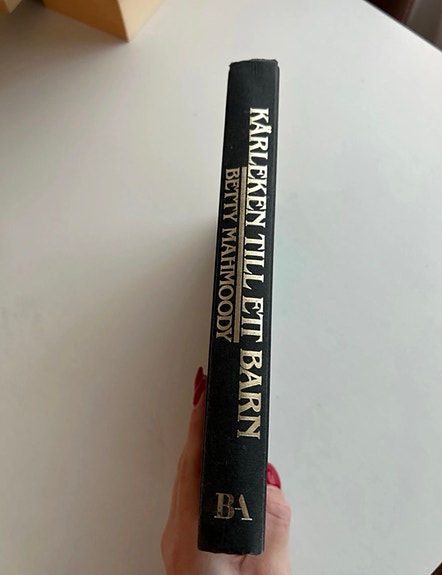 KÄRLEKEN TILL ETT BARN
BETTY MAHMOODY
BA